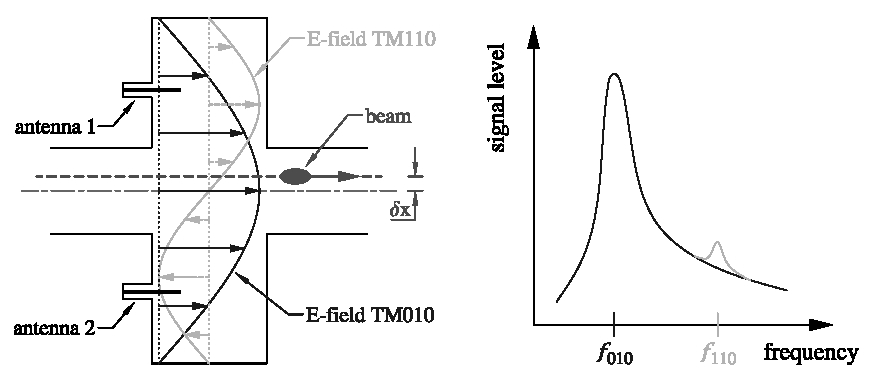 E-field TM110
antenna 1
beam
δx
antenna 2
E-field TM010
signal level
f010
f110
frequency